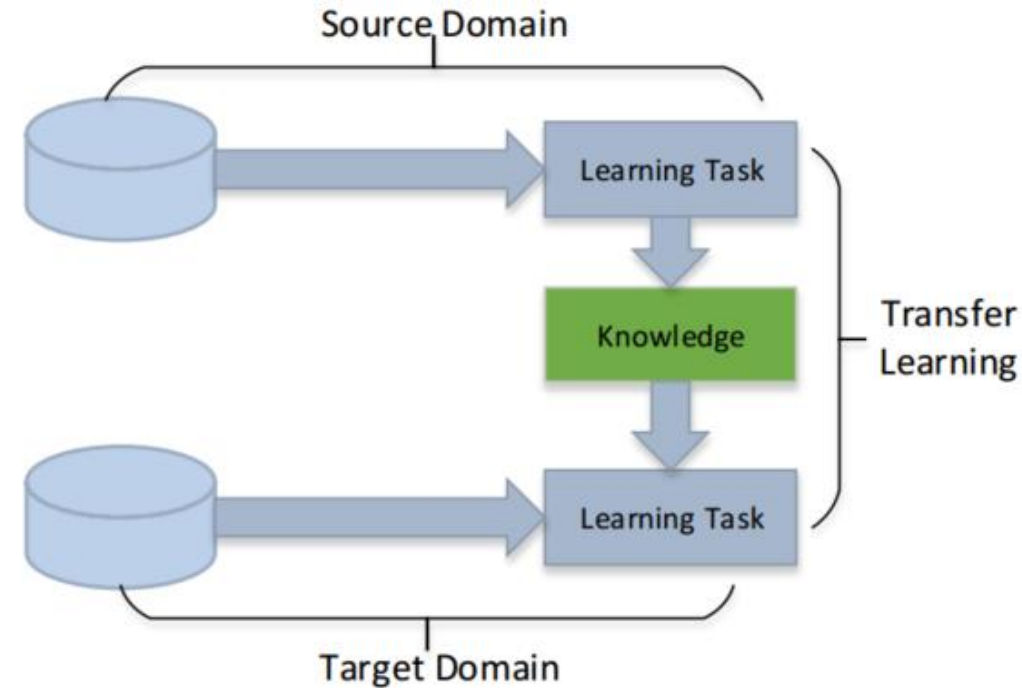 Source Domain
Learning Task
Knowledge
Transfer
Learning
Learning Task
Target Domain